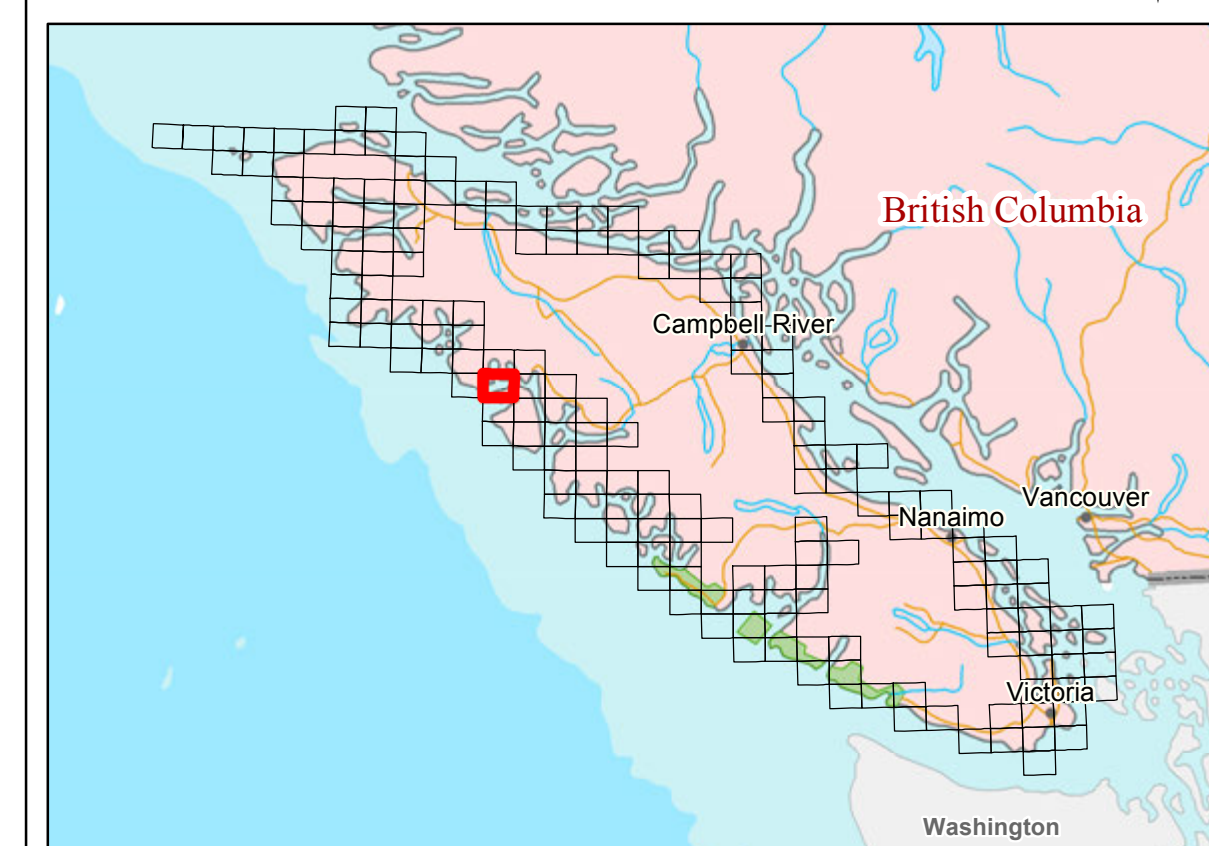 British Columbia
Campbell River
Vancouver
Nanaimo
Victoria
Washington